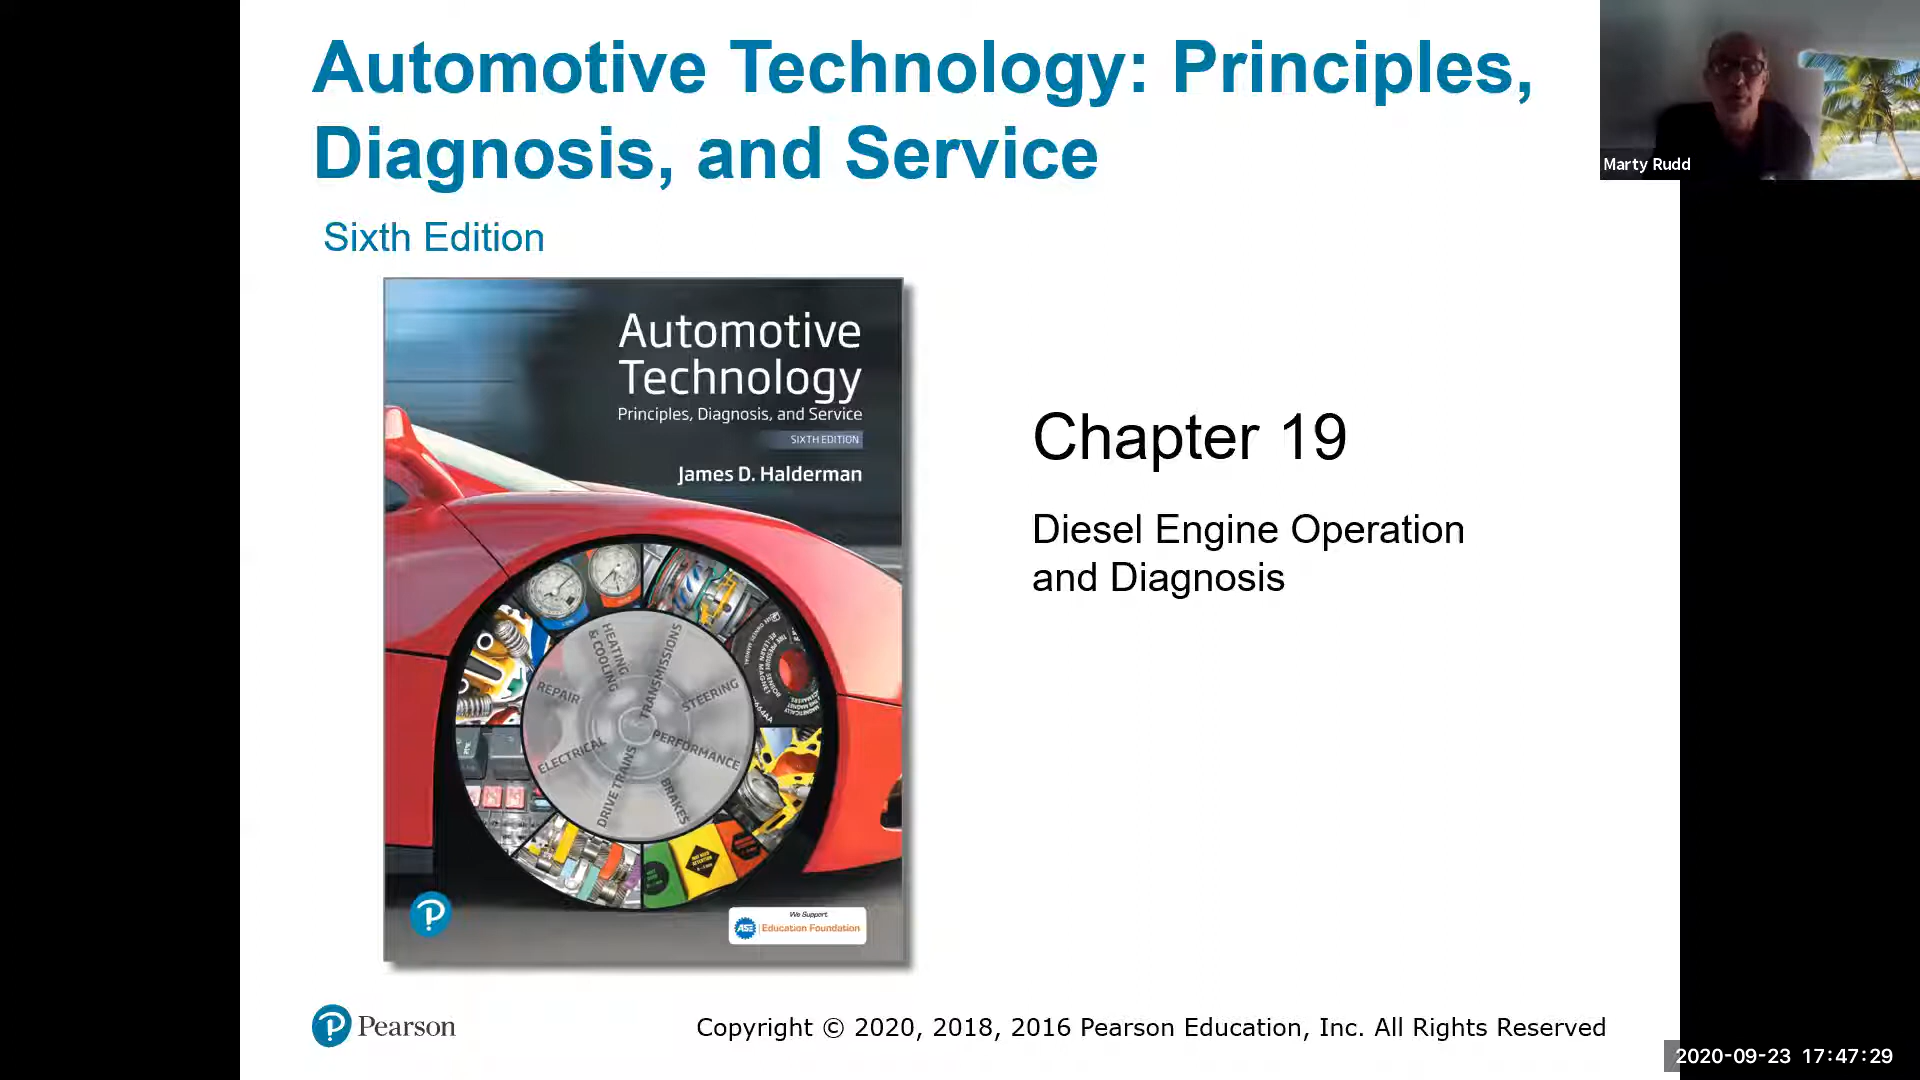 Automotive Technology: Principles,
Diagnosis, and Service
Sixth Edition
Automotive
Technology
Principles, Diagnosis, and Service
SIXTH EDITION
James D. Halderman
HEATING
& COOLING
TRANSMISSIONS
STEERING
PERFORMANCE
BRAKES
DRIVE TRAINS
ELECTRICAL
REPAIR
We Support
ASE Education Foundation
Chapter 19
Diesel Engine Operation
and Diagnosis
Pearson
Copyright © 2020, 2018, 2016 Pearson Education, Inc. All Rights Reserved
Marty Rudd
2020-09-23 17:47:29